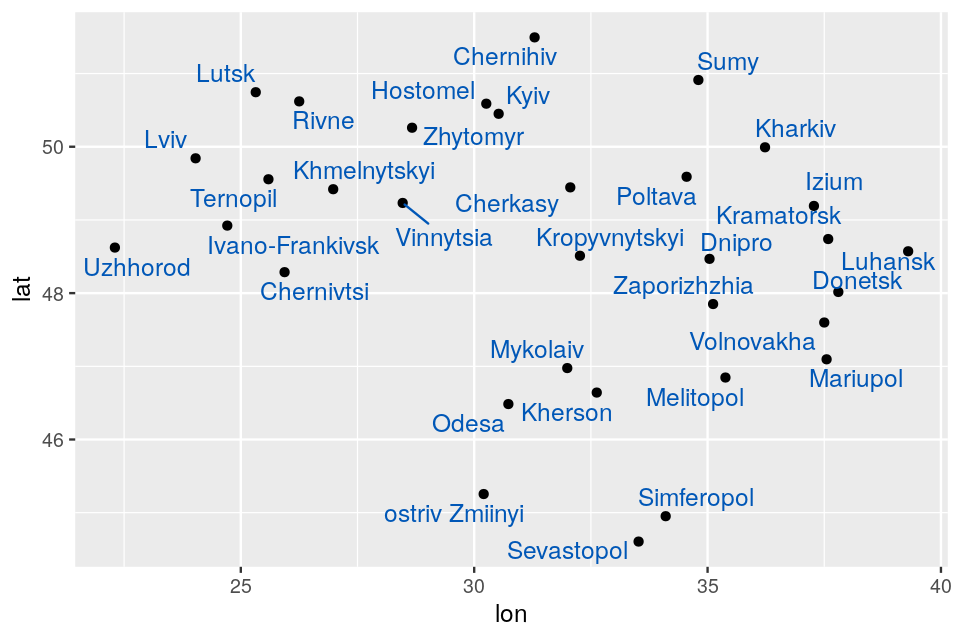 Chernihiv
Sumy
Lutsk
Hostomel
Kyiv
Rivne
Kharkiv
Zhytomyr
Lviv
50
Khmelnytskyi
Izium
Ternopil
Poltava
Cherkasy
Kramatorsk
Vinnytsia
Kropyvnytskyi
Dnipro
Ivano-Frankivsk
Luhansk
Uzhhorod
Donetsk
Zaporizhzhia
Chernivtsi
48
lat
Volnovakha
Mykolaiv
Mariupol
Melitopol
Kherson
Odesa
46
Simferopol
ostriv Zmiinyi
Sevastopol
25
30
35
40
lon